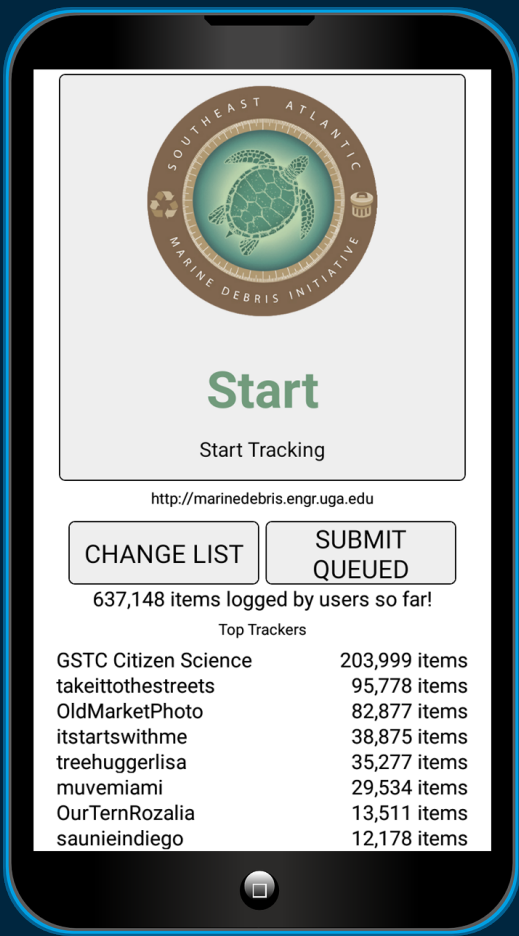 SOUTHEAST ATLANTIC
MARINE DEBRIS INITIATIVE
Start
Start Tracking
http://marinedebris.engr.uga.edu
CHANGE LIST
SUBMIT
QUEUED
637,148 items logged by users so far!
Top Trackers
GSTC Citizen Science 203,999 items
takeittothestreets 95,778 items
OldMarketPhoto 82,877 items
itstartswithme 38,875 items
treehuggerlisa 35,277 items
muvemiami 29,534 items
OurTernRozalia 13,511 items
saunieindiego 12,178 items